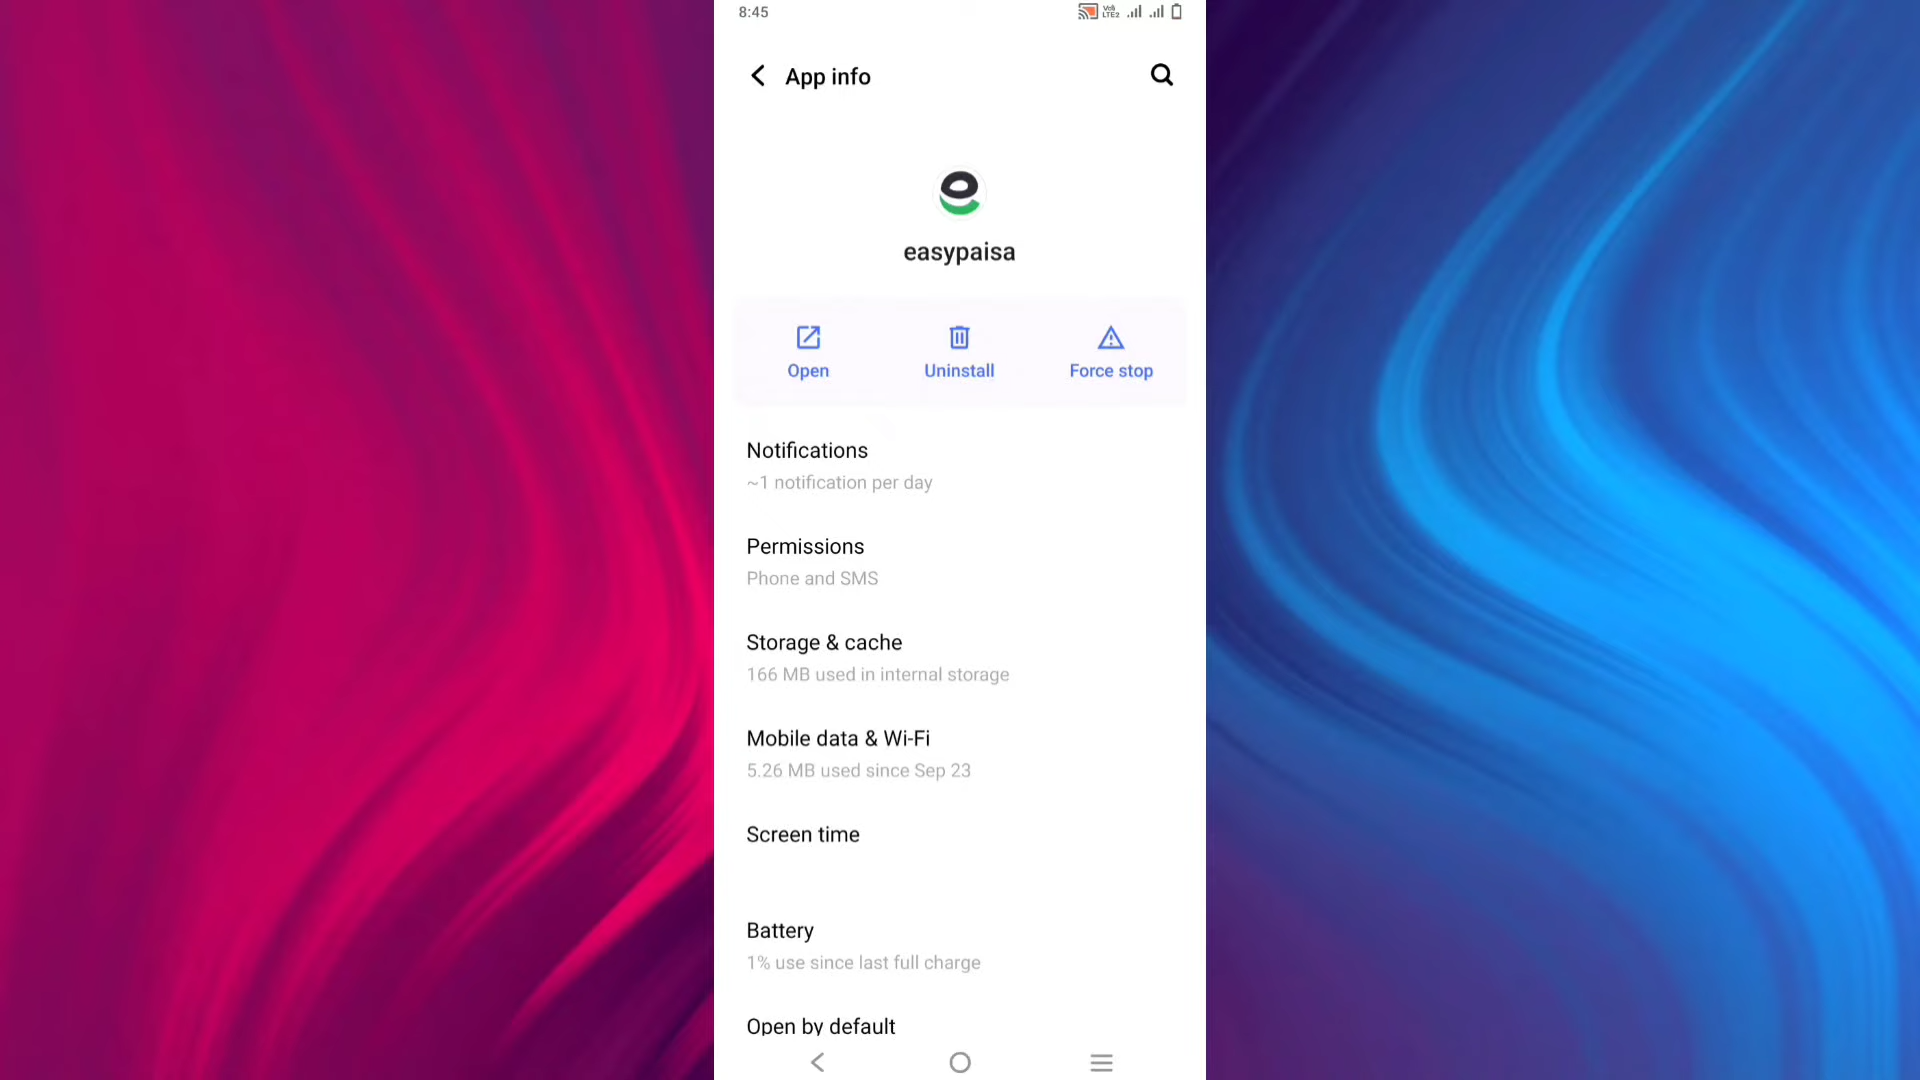 8:45
LTE2
App info
easypaisa
Open
Uninstall
Force stop
Notifications
~1 notification per day
Permissions
Phone and SMS
Storage & cache
166 MB used in internal storage
Mobile data & Wi-Fi
5.26 MB used since Sep 23
Screen time
Battery
1% use since last full charge
Open by default